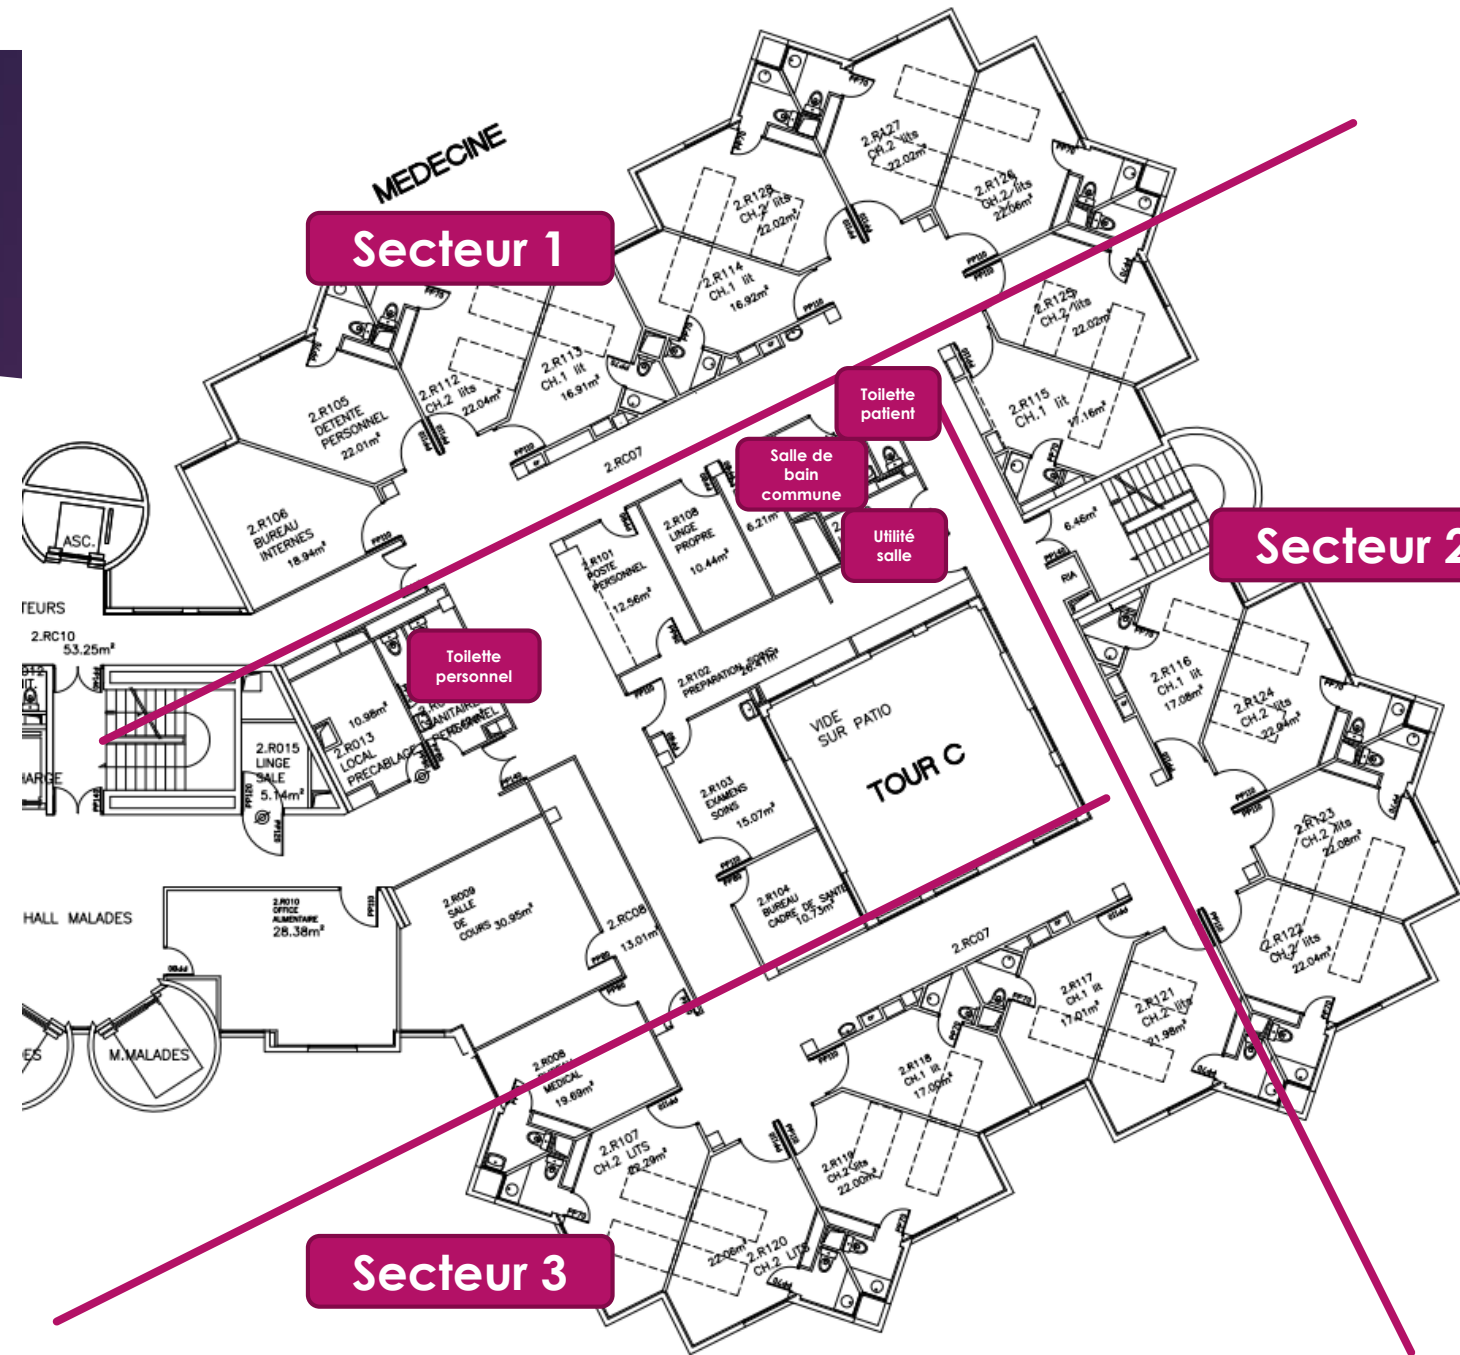 MEDECINE
Secteur 1
2.R127
CH.2 lits
22.02m²
2.R126
CH.2 lits
22.06m²
2.R128
CH.2 lits
22.02m²
2.R114
CH.1 lit
16.92m²
2.R113
CH.1 lit
16.91m²
2.R112
CH.2 lits
22.04m²
2.R105
DETENTE
PERSONNEL
22.01m²
2.R106
BUREAU
INTERNES
18.94m²
2.R125
CH.2 lits
22.02m²
2.R115
CH.1 lit
17.16m²
Toilette
patient
Salle de
bain
commune
Utilité
salle
2.RC07
2.R108
LINGE
PROPRE
10.44m²
6.21m²
2.R101
POSTE
PERSONNEL
12.56m²
ASC.
TEURS
2.RC10
53.25m²
6.46m²
RIA
Secteur 2
Toilette
personnel
2.R102
PREPARATION SOINS
26.41m²
10.98m²
2.R013
LOCAL
PRECABLAGE
SANITAIRE
PERSONNEL
2.R015
LINGE
SALE
5.14m²
VIDE
SUR PATIO
TOUR C
2.R103
EXAMENS
SOINS
15.07m²
2.R104
BUREAU
CADRE DE SANTE
10.73m²
2.R116
CH.1 lit
17.08m²
2.R124
CH.2 lits
22.94m²
2.R123
CH.2 lits
22.08m²
2.R122
CH.2 lits
22.04m²
HARGE
HALL MALADES
2.R010
OFFICE
ALIMENTAIRE
28.38m²
2.R009
SALLE
DE
COURS 30.95m²
2.RC08
13.01m²
2.RC07
2.R117
CH.1 lit
17.01m²
2.R121
CH.2 lits
21.98m²
2.R118
CH.1 lit
17.00m²
2.R119
CH.2 lits
22.00m²
M.MALADES
2.R008
MEDICAL
19.69m²
2.R107
CH.2 LITS
22.29m²
2.R120
CH.2 LITS
22.06m²
Secteur 3